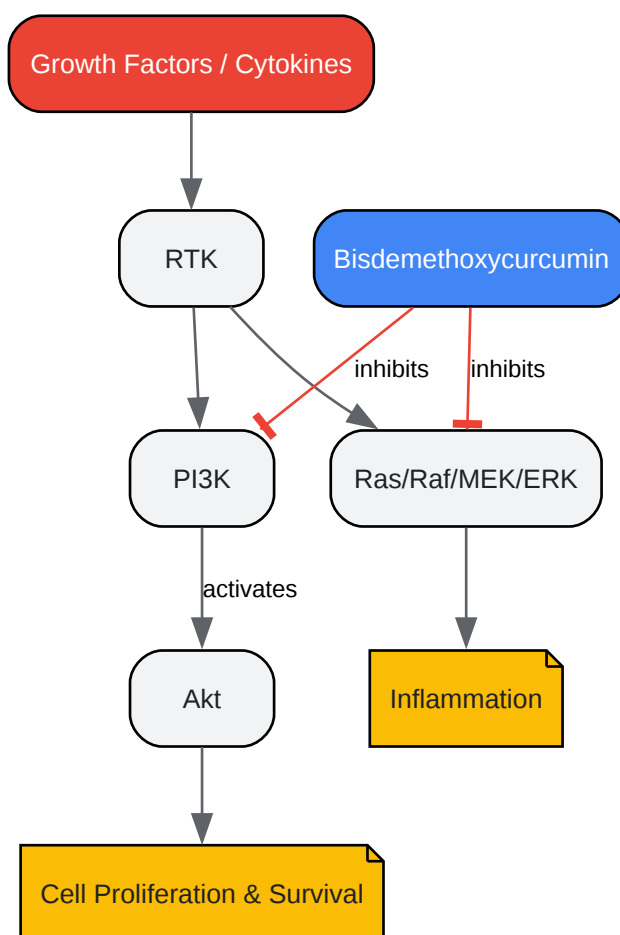 Growth Factors / Cytokines
RTK
Bisdemethoxycurcumin
inhibits
inhibits
PI3K
Ras/Raf/MEK/ERK
activates
Akt
Inflammation
Cell Proliferation & Survival